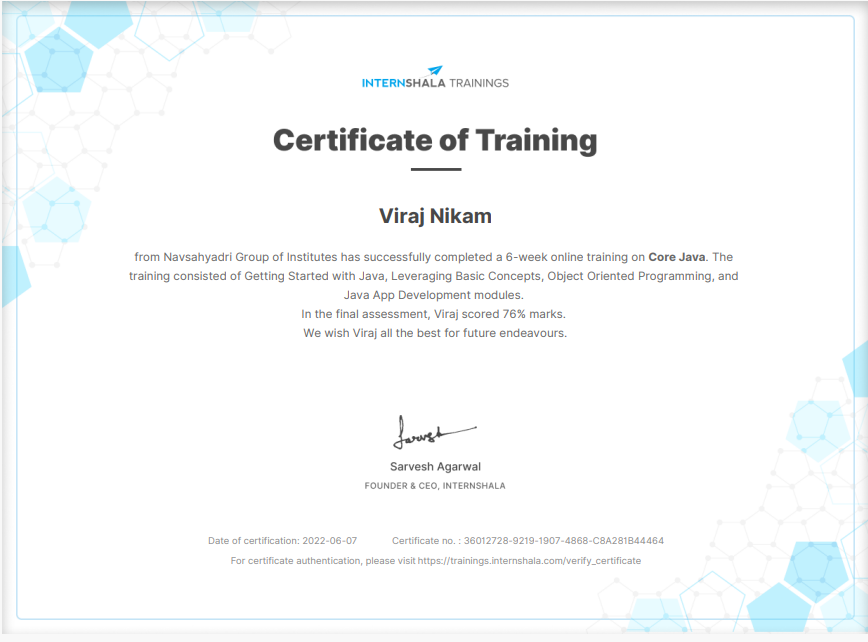 INTERNSHALA TRAININGS
Certificate of Training
Viraj Nikam
from Navsahyadri Group of Institutes has successfully completed a 6-week online training on Core Java. The
training consisted of Getting Started with Java, Leveraging Basic Concepts, Object Oriented Programming, and
Java App Development modules.
In the final assessment, Viraj scored 76% marks.
We wish Viraj all the best for future endeavours.
Sarvesh
Sarvesh Agarwal
FOUNDER & CEO, INTERNSHALA
Date of certification: 2022-06-07 Certificate no. : 36012728-9219-1907-4868-C8A281B44464
For certificate authentication, please visit https://trainings.internshala.com/verify_certificate